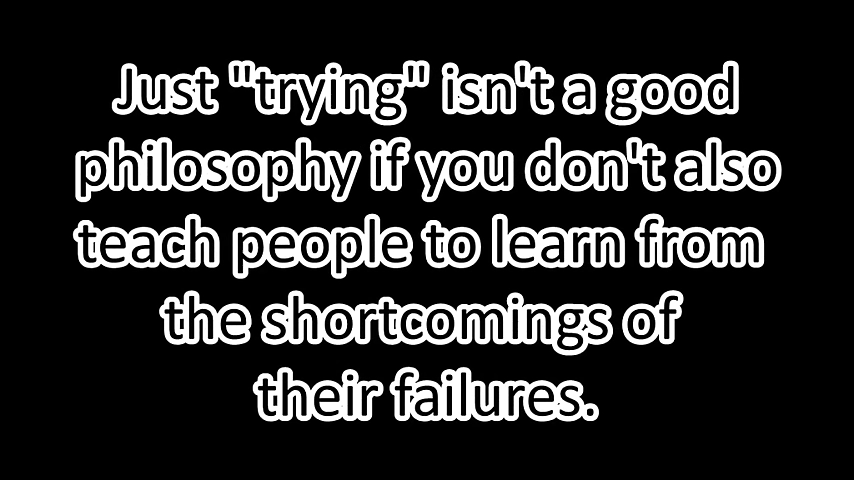 Just "trying" isn't a good
philosophy if you don't also
teach people to learn from
the shortcomings of
their failures.